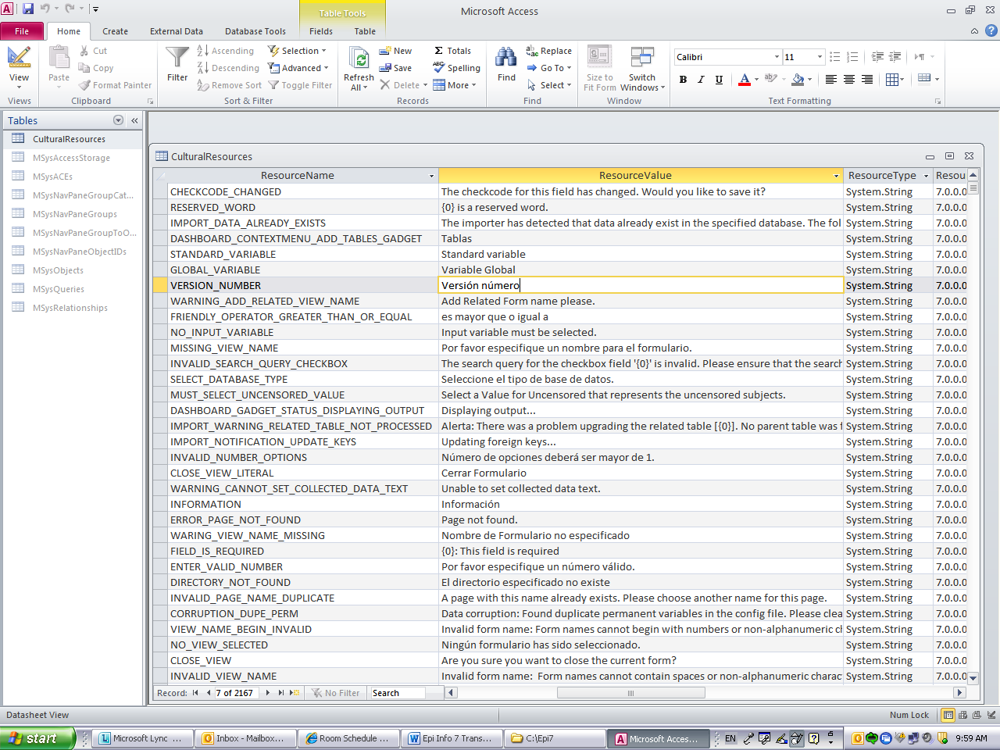 Table Tools
Microsoft Access
File Home Create External Data Database Tools Fields Table
View
Views
Paste
Cut
Copy
Format Painter
Clipboard
Filter
Ascending
Descending
Remove Sort
Selection
Advanced
Toggle Filter
Sort & Filter
Refresh All
New
Save
Delete
Totals
Spelling
More
Records
Find
Replace
Go To
Select
Find
Size to Fit Form
Switch Windows
Window
Calibri 11
B I U A
Text Formatting
Tables
CulturalResources
MSysAccessStorage
MSysACEs
MSysNavPaneGroupCat...
MSysNavPaneGroups
MSysNavPaneGroupToO...
MSysNavPaneObjectIDs
MSysObjects
MSysQueries
MSysRelationships
CulturalResources
ResourceName ResourceValue ResourceType Resou
CHECKCODE_CHANGED The checkcode for this field has changed. Would you like to save it? System.String 7.0.0.0
RESERVED_WORD {0} is a reserved word. System.String 7.0.0.0
IMPORT_DATA_ALREADY_EXISTS The importer has detected that data already exist in the specified database. The fol System.String 7.0.0.0
DASHBOARD_CONTEXTMENU_ADD_TABLES_GADGET Tablas System.String 7.0.0.0
STANDARD_VARIABLE Standard variable System.String 7.0.0.0
GLOBAL_VARIABLE Variable Global System.String 7.0.0.0
VERSION_NUMBER Versión número System.String 7.0.0.0
WARNING_ADD_RELATED_VIEW_NAME Add Related Form name please. System.String 7.0.0.0
FRIENDLY_OPERATOR_GREATER_THAN_OR_EQUAL es mayor que o igual a System.String 7.0.0.0
NO_INPUT_VARIABLE Input variable must be selected. System.String 7.0.0.0
MISSING_VIEW_NAME Por favor especifique un nombre para el formulario. System.String 7.0.0.0
INVALID_SEARCH_QUERY_CHECKBOX The search query for the checkbox field '{0}' is invalid. Please ensure that the search System.String 7.0.0.0
SELECT_DATABASE_TYPE Seleccione el tipo de base de datos. System.String 7.0.0.0
MUST_SELECT_UNCENSORED_VALUE Select a Value for Uncensored that represents the uncensored subjects. System.String 7.0.0.0
DASHBOARD_GADGET_STATUS_DISPLAYING_OUTPUT Displaying output... System.String 7.0.0.0
IMPORT_WARNING_RELATED_TABLE_NOT_PROCESSED Alerta: There was a problem upgrading the related table [{0}]. No parent table was f System.String 7.0.0.0
IMPORT_NOTIFICATION_UPDATE_KEYS Updating foreign keys... System.String 7.0.0.0
INVALID_NUMBER_OPTIONS Número de opciones deberá ser mayor de 1. System.String 7.0.0.0
CLOSE_VIEW_LITERAL Cerrar Formulario System.String 7.0.0.0
WARNING_CANNOT_SET_COLLECTED_DATA_TEXT Unable to set collected data text. System.String 7.0.0.0
INFORMATION Información System.String 7.0.0.0
ERROR_PAGE_NOT_FOUND Page not found. System.String 7.0.0.0
WARING_VIEW_NAME_MISSING Nombre de Formulario no especificado System.String 7.0.0.0
FIELD_IS_REQUIRED {0}: This field is required System.String 7.0.0.0
ENTER_VALID_NUMBER Por favor especifique un número válido. System.String 7.0.0.0
DIRECTORY_NOT_FOUND El directorio especificado no existe System.String 7.0.0.0
INVALID_PAGE_NAME_DUPLICATE A page with this name already exists. Please choose another name for this page. System.String 7.0.0.0
CORRUPTION_DUPE_PERM Data corruption: Found duplicate permanent variables in the config file. Please clea System.String 7.0.0.0
VIEW_NAME_BEGIN_INVALID Invalid form name: Form names cannot begin with numbers or non-alphanumeric ch System.String 7.0.0.0
NO_VIEW_SELECTED Ningún formulario has sido seleccionado. System.String 7.0.0.0
CLOSE_VIEW Are you sure you want to close the current form? System.String 7.0.0.0
INVALID_VIEW_NAME Invalid form name: Form names cannot contain spaces or non-alphanumeric charac System.String 7.0.0.0
Record: 7 of 2167 No Filter Search
Datasheet View Num Lock
start Microsoft Lync ... Inbox - Mailbox... Room Schedule ... Epi Info 7 Trans... C:\Epi7 Microsoft Acces... EN 9:59 AM